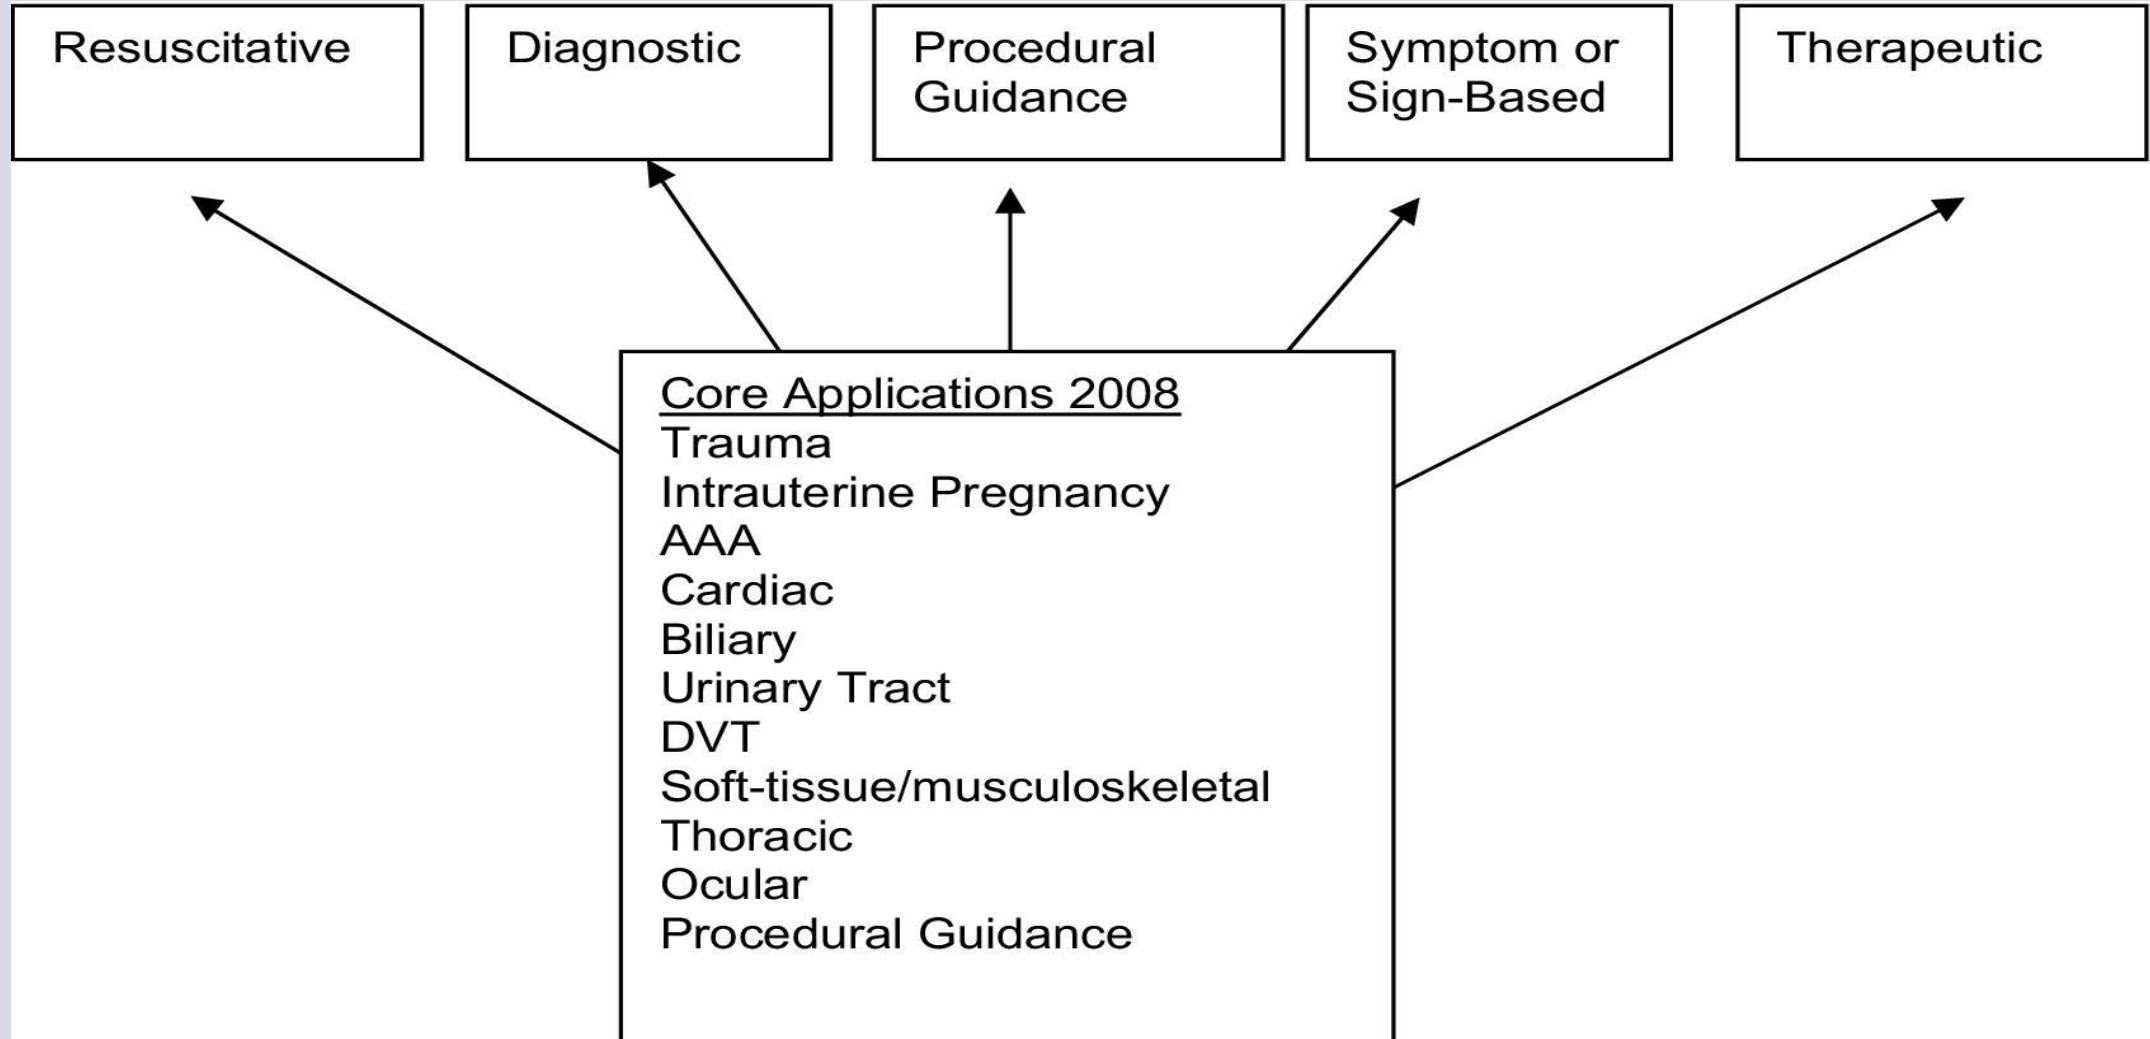 Resuscitative
Diagnostic
Procedural
Guidance
Symptom or
Sign-Based
Therapeutic
Core Applications 2008
Trauma
Intrauterine Pregnancy
AAA
Cardiac
Biliary
Urinary Tract
DVT
Soft-tissue/musculoskeletal
Thoracic
Ocular
Procedural Guidance